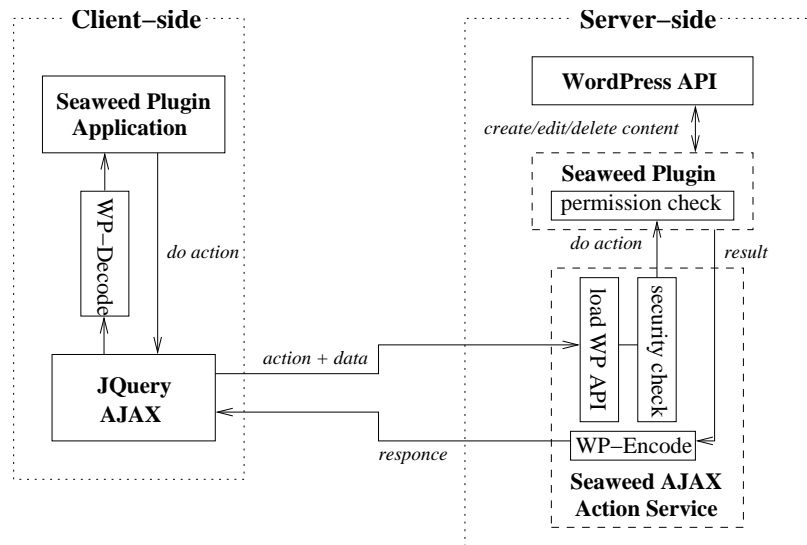 Client–side
Seaweed Plugin
Application
WP–Decode
do action
JQuery
AJAX
action + data
responce
Server–side
WordPress API
create/edit/delete content
Seaweed Plugin
permission check
do action
result
load WP API
security check
WP–Encode
Seaweed AJAX
Action Service